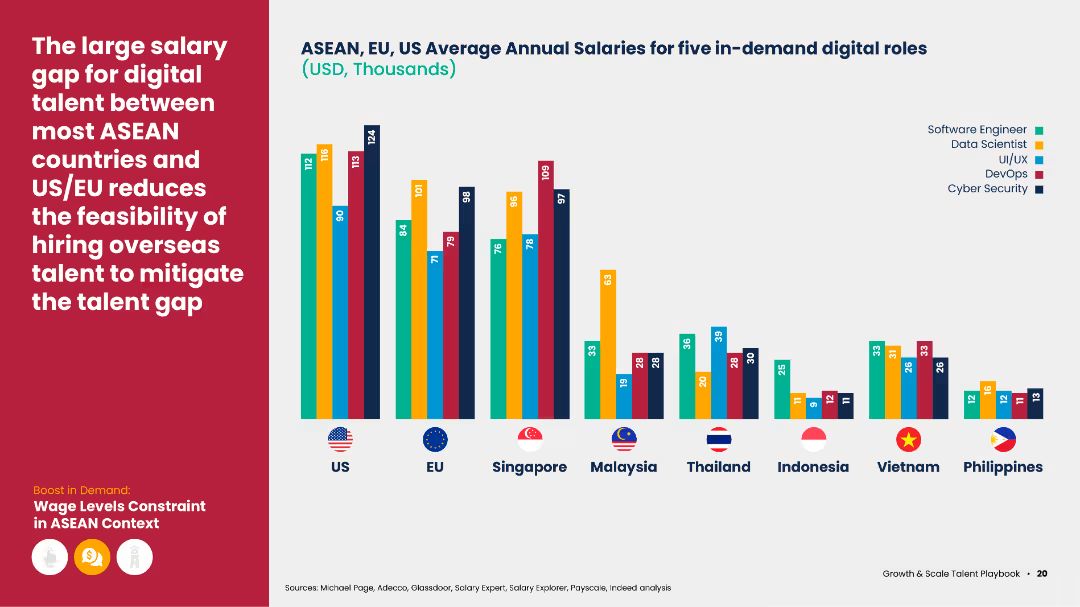 The large salary
gap for digital
talent between
most ASEAN
countries and
US/EU reduces
the feasibility of
hiring overseas
talent to mitigate
the talent gap
Boost in Demand:
Wage Levels Constraint
in ASEAN Context
ASEAN, EU, US Average Annual Salaries for five in-demand digital roles
(USD, Thousands)
Software Engineer
Data Scientist
UI/UX
DevOps
Cyber Security
112 116 90 113 124
84 101 71 79 98
76 96 78 109 97
33 63 19 28 28
36 20 39 28 30
25 11 9 12 11
33 31 26 33 26
12 16 12 11 13
US EU Singapore Malaysia Thailand Indonesia Vietnam Philippines
Growth & Scale Talent Playbook • 20
Sources: Michael Page, Adecco, Glassdoor, Salary Expert, Salary Explorer, Payscale, Indeed analysis